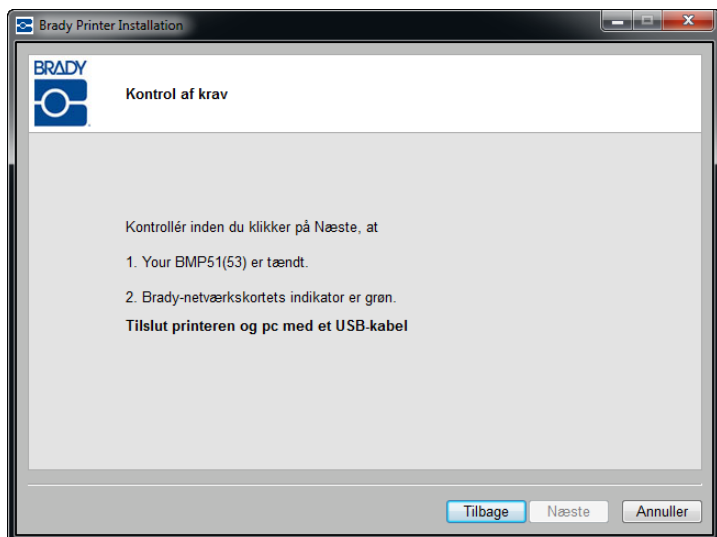 Brady Printer Installation
BRADY
Kontrol af krav
Kontrollér inden du klikker på Næste, at
1. Your BMP51(53) er tændt.
2. Brady-netværkskortets indikator er grøn.
Tilslut printeren og pc med et USB-kabel
Tilbage Næste Annuller